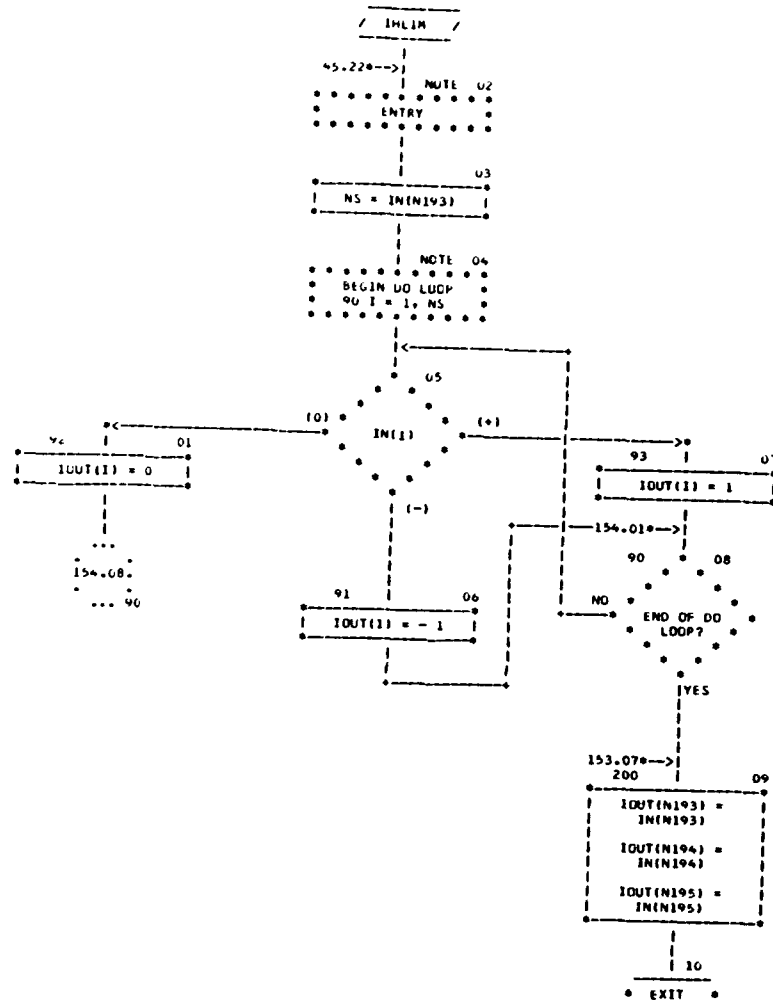 / IHLIM /
45.22*-->
NOTE 02
ENTRY
03
NS = IN(N193)
NOTE 04
BEGIN DO LOOP
90 I = 1, NS
05
(0) IN(I) (+)
(-)
92 01
IOUT(I) = 0
93 07
IOUT(I) = 1
154.01*-->
154.08.
90
90 08
NO END OF DO
LOOP?
YES
91 06
IOUT(I) = - 1
153.07*-->
200 09
IOUT(N193) =
IN(N193)
IOUT(N194) =
IN(N194)
IOUT(N195) =
IN(N195)
10
EXIT